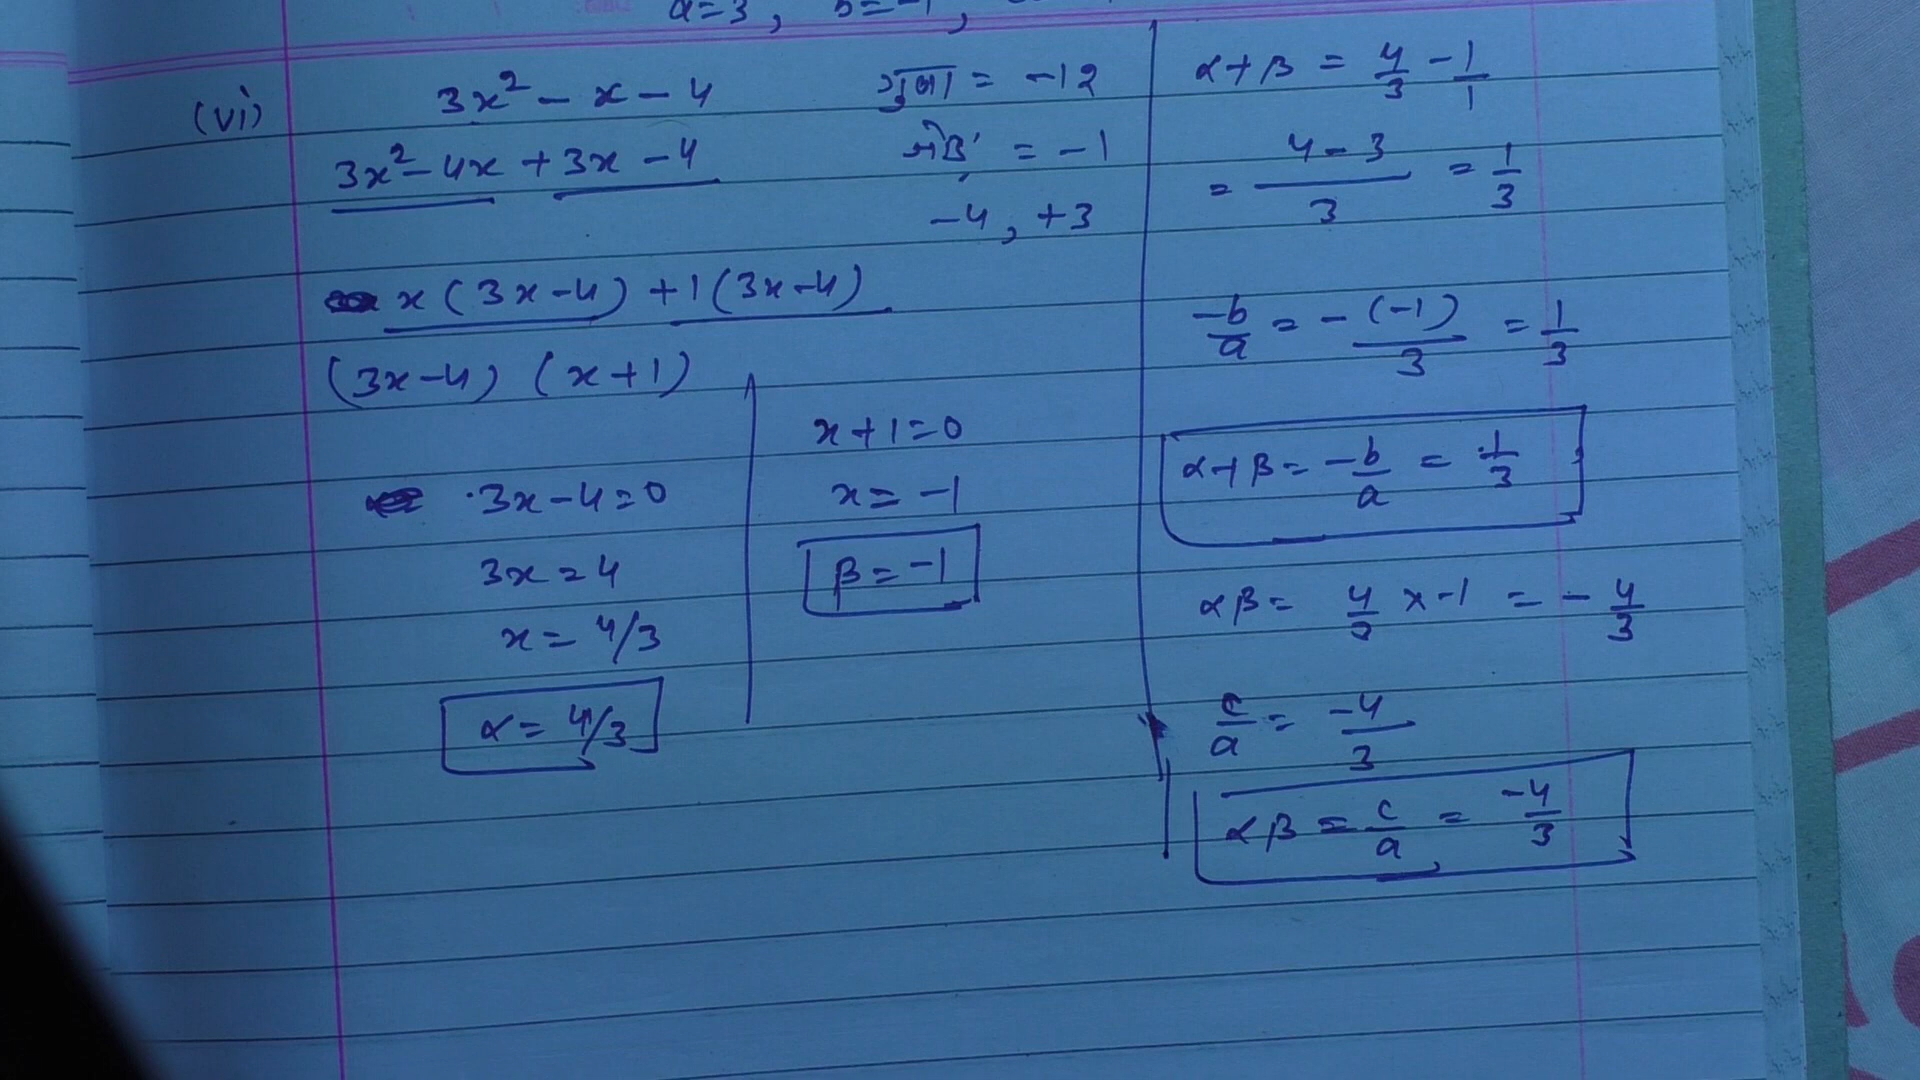 a=3, b=-1,
(vi) 3x² - x - 4
3x² - 4x + 3x - 4
x(3x-4) +1(3x-4)
(3x-4) (x+1)
3x-4=0
3x=4
x= 4/3
α= 4/3
x+1=0
x= -1
β= -1
= -12
= -1
-4, +3
α+β = 4/3 - 1/1
= (4-3)/3 = 1/3
-b/a = -(-1)/3 = 1/3
α+β = -b/a = 1/3
αβ = 4/3 x -1 = - 4/3
c/a = -4/3
αβ = c/a = -4/3